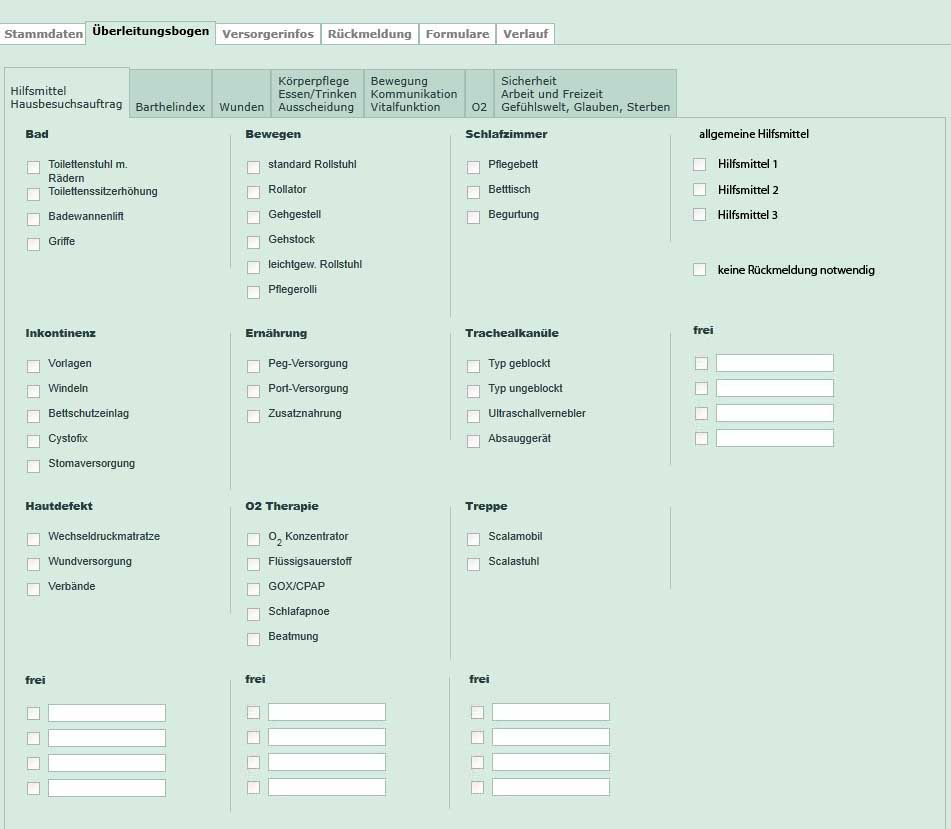 Stammdaten
Überleitungsbogen
Versorgerinfos
Rückmeldung
Formulare
Verlauf
Hilfsmittel
Hausbesuchsauftrag
Barthelindex
Wunden
Körperpflege
Essen/Trinken
Ausscheidung
Bewegung
Kommunikation
Vitalfunktion
O2
Sicherheit
Arbeit und Freizeit
Gefühlswelt, Glauben, Sterben
Bad
Toilettenstuhl m.
Rädern
Toilettenssitzerhöhung
Badewannenlift
Griffe
Bewegen
standard Rollstuhl
Rollator
Gehgestell
Gehstock
leichtgew. Rollstuhl
Pflegerolli
Schlafzimmer
Pflegebett
Betttisch
Begurtung
allgemeine Hilfsmittel
Hilfsmittel 1
Hilfsmittel 2
Hilfsmittel 3
keine Rückmeldung notwendig
Inkontinenz
Vorlagen
Windeln
Bettschutzeinlag
Cystofix
Stomaversorgung
Ernährung
Peg-Versorgung
Port-Versorgung
Zusatznahrung
Trachealkanüle
Typ geblockt
Typ ungeblockt
Ultraschallvernebler
Absauggerät
frei
Hautdefekt
Wechseldruckmatratze
Wundversorgung
Verbände
O2 Therapie
O2 Konzentrator
Flüssigsauerstoff
GOX/CPAP
Schlafapnoe
Beatmung
Treppe
Scalamobil
Scalastuhl
frei
frei
frei